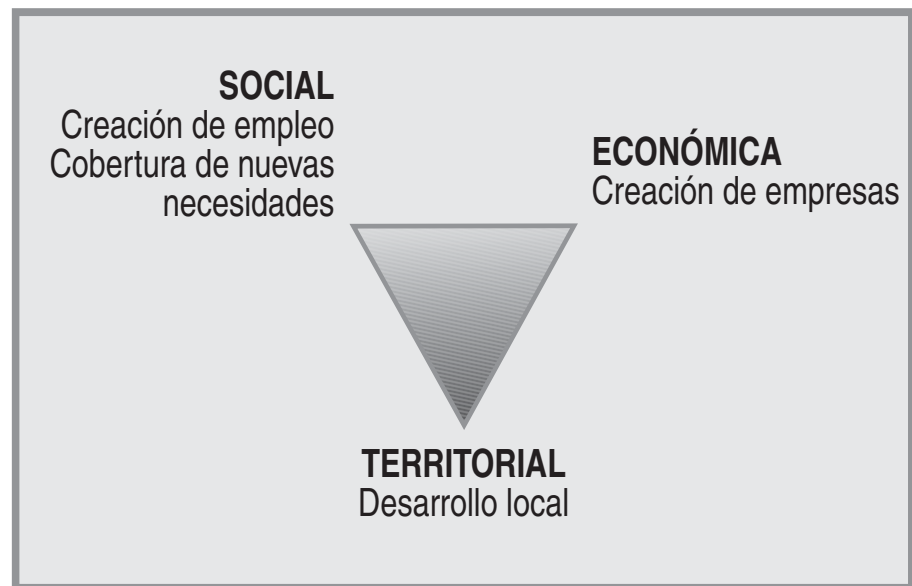 SOCIAL
Creación de empleo
Cobertura de nuevas
necesidades
ECONÓMICA
Creación de empresas
TERRITORIAL
Desarrollo local